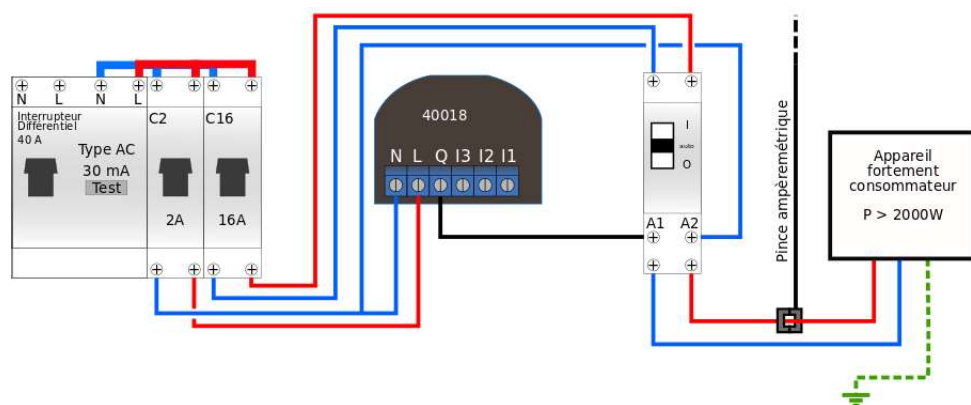 N L N L
Interrupteur
Différentiel
40 A
Type AC
30 mA
Test
C2
2A
C16
16A
40018
N L Q I3 I2 I1
I
auto
O
A1 A2
Pince ampèremétrique
Appareil
fortement
consommateur
P > 2000W